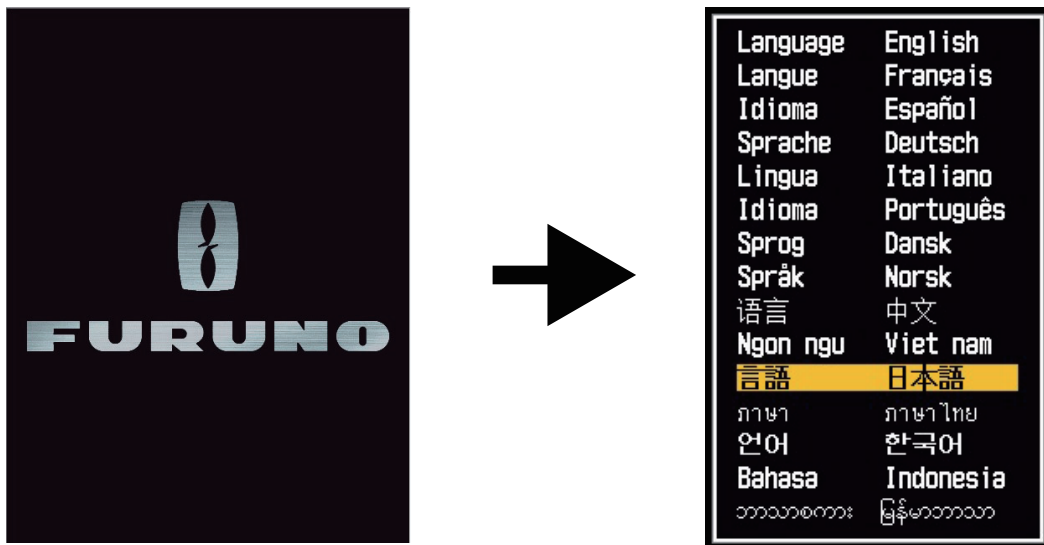 FURUNO
Language English
Langue Français
Idioma Español
Sprache Deutsch
Lingua Italiano
Idioma Português
Sprog Dansk
Språk Norsk
语言 中文
Ngon ngu Viet nam
言語 日本語
ภาษา ภาษาไทย
언어 한국어
Bahasa Indonesia
ဘာသာစကား မြန်မာဘာသာ